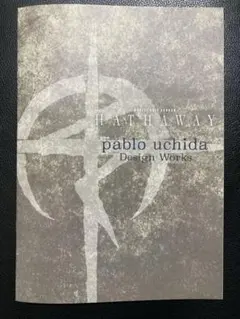 HATHAWAY
pablo uchida
Design Works